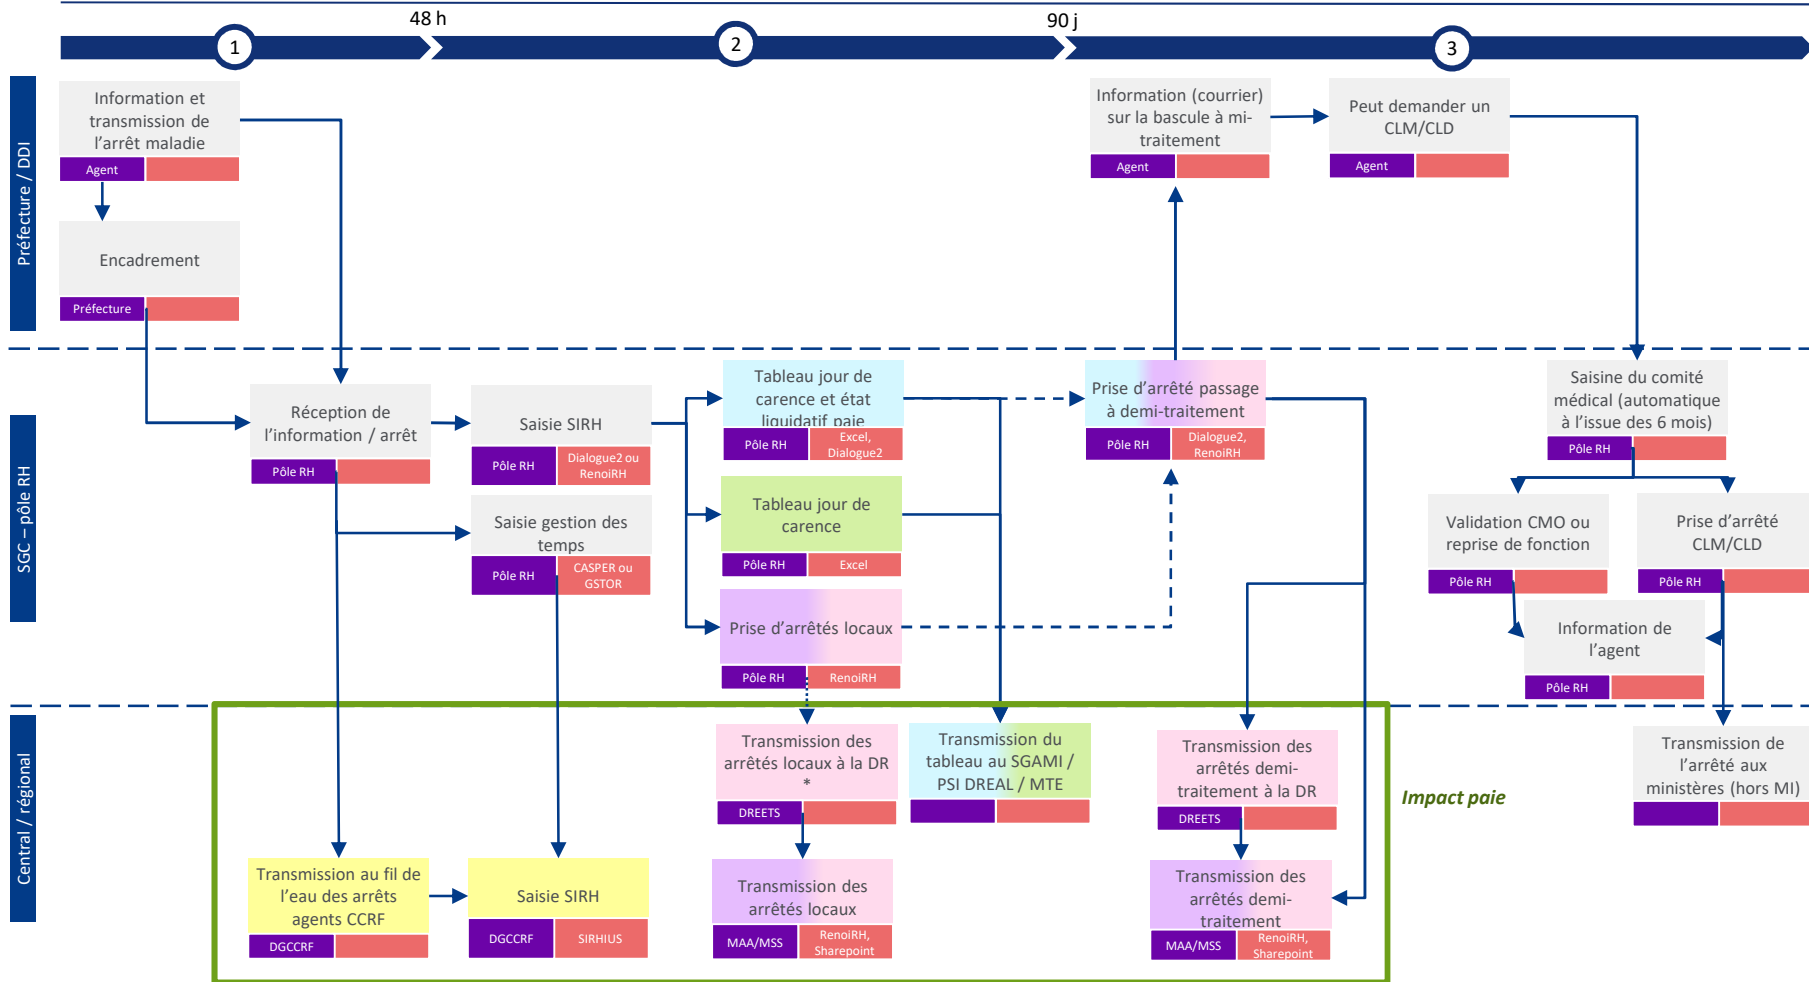 48 h
90 j
1
2
3
Préfecture / DDI
Information et
transmission de
l'arrêt maladie
Agent
Encadrement
Préfecture
Information (courrier)
sur la bascule à mi-
traitement
Agent
Peut demander un
CLM/CLD
Agent
SGC – pôle RH
Réception de
l'information / arrêt
Pôle RH
Saisie SIRH
Pôle RH
Dialogue2 ou
RenoiRH
Saisie gestion des
temps
Pôle RH
CASPER ou
GSTOR
Tableau jour de
carence et état
liquidatif paie
Pôle RH
Excel,
Dialogue2
Tableau jour de
carence
Pôle RH
Excel
Prise d'arrêtés locaux
Pôle RH
RenoiRH
Prise d'arrêté passage
à demi-traitement
Pôle RH
Dialogue2,
RenoiRH
Saisine du comité
médical (automatique
à l'issue des 6 mois)
Pôle RH
Validation CMO ou
reprise de fonction
Pôle RH
Prise d'arrêté
CLM/CLD
Pôle RH
Information de
l'agent
Pôle RH
Central / régional
Transmission au fil de
l'eau des arrêts
agents CCRF
DGCCRF
Saisie SIRH
DGCCRF
SIRHIUS
Transmission des
arrêtés locaux à la DR
*
DREETS
Transmission des
arrêtés locaux
MAA/MSS
RenoiRH,
Sharepoint
Transmission du
tableau au SGAMI /
PSI DREAL / MTE
Transmission des
arrêtés demi-
traitement à la DR
DREETS
Transmission des
arrêtés demi-
traitement
MAA/MSS
RenoiRH,
Sharepoint
Impact paie
Transmission de
l'arrêté aux
ministères (hors MI)